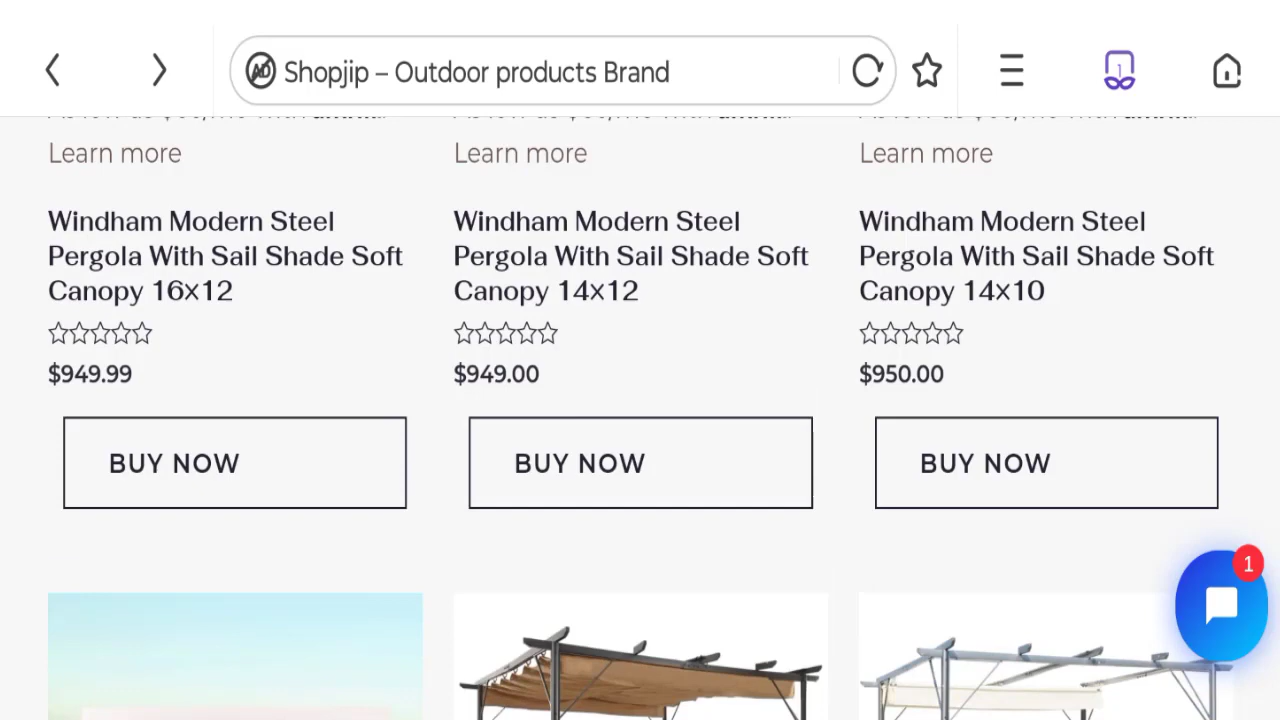 Shopjip – Outdoor products Brand
1
Learn more
Learn more
Learn more
Windham Modern Steel
Pergola With Sail Shade Soft
Canopy 16x12
$949.99
BUY NOW
Windham Modern Steel
Pergola With Sail Shade Soft
Canopy 14x12
$949.00
BUY NOW
Windham Modern Steel
Pergola With Sail Shade Soft
Canopy 14x10
$950.00
BUY NOW
1